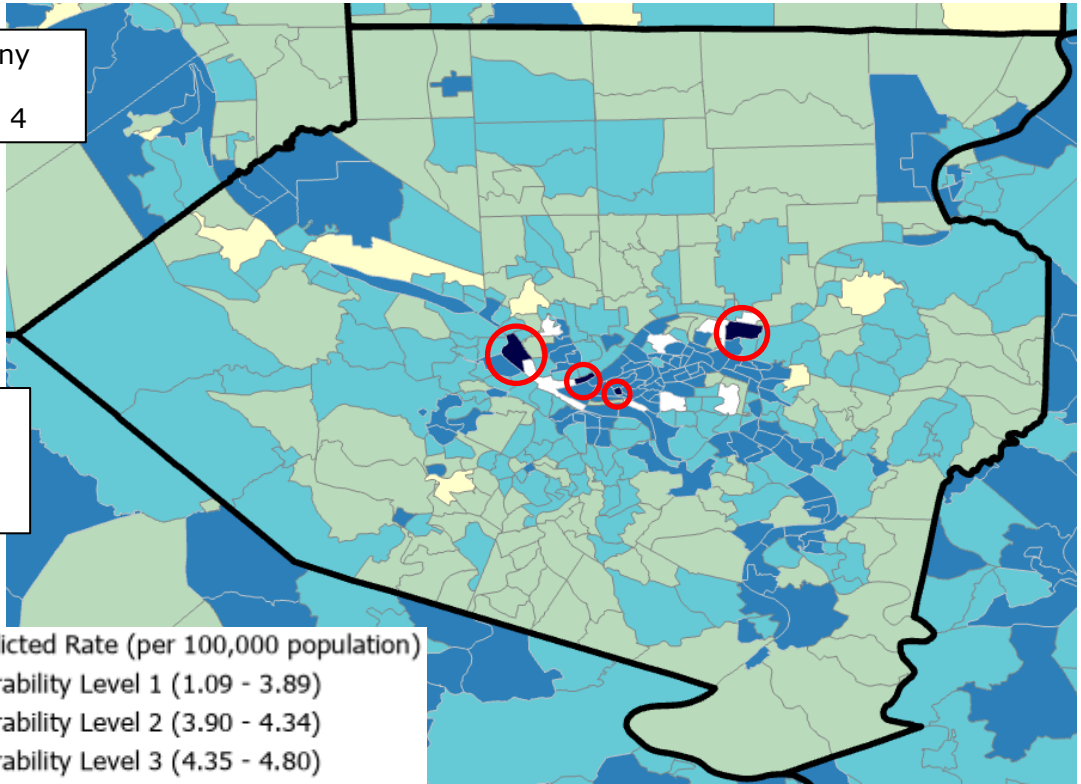 ny
4
icted Rate (per 100,000 population)
rability Level 1 (1.09 - 3.89)
rability Level 2 (3.90 - 4.34)
rability Level 3 (4.35 - 4.80)